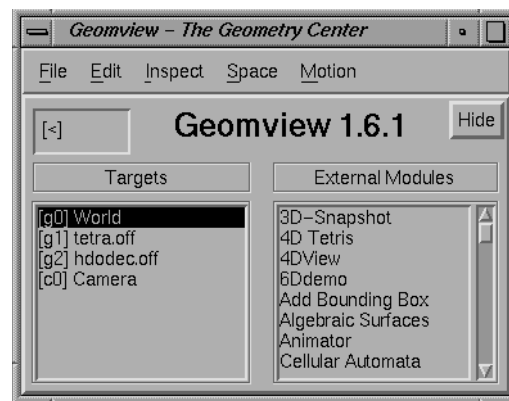 Geomview – The Geometry Center
File Edit Inspect Space Motion
[<]
Geomview 1.6.1
Hide
Targets
External Modules
[g0] World
[g1] tetra.off
[g2] hdodec.off
[c0] Camera
3D–Snapshot
4D Tetris
4DView
6Ddemo
Add Bounding Box
Algebraic Surfaces
Animator
Cellular Automata